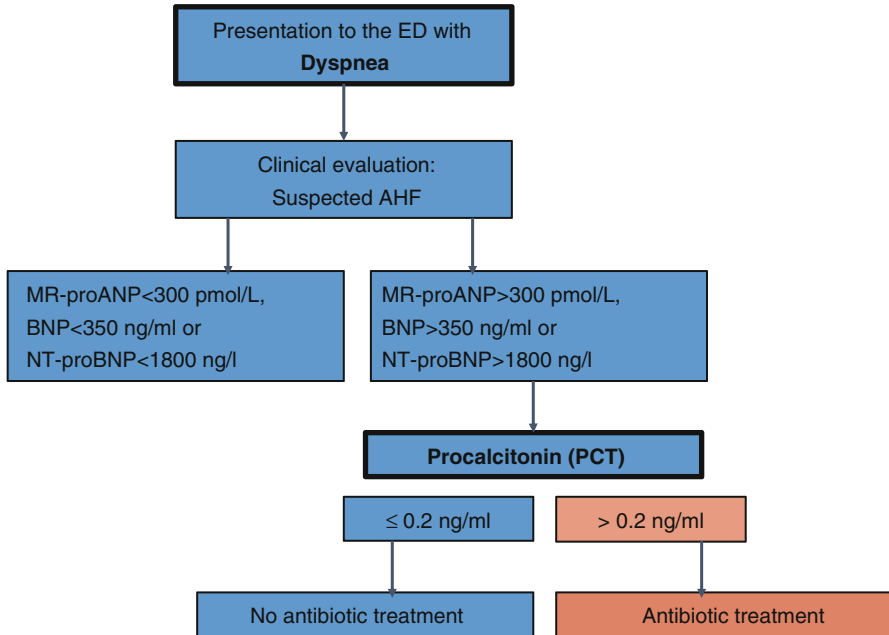 Presentation to the ED with
Dyspnea
Clinical evaluation:
Suspected AHF
MR-proANP<300 pmol/L,
BNP<350 ng/ml or
NT-proBNP<1800 ng/l
MR-proANP>300 pmol/L,
BNP>350 ng/ml or
NT-proBNP>1800 ng/l
Procalcitonin (PCT)
≤ 0.2 ng/ml
> 0.2 ng/ml
No antibiotic treatment
Antibiotic treatment